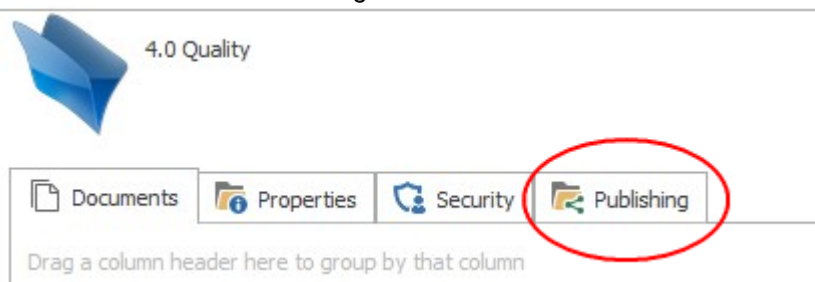 4.0 Quality
Documents Properties Security Publishing
Drag a column header here to group by that column